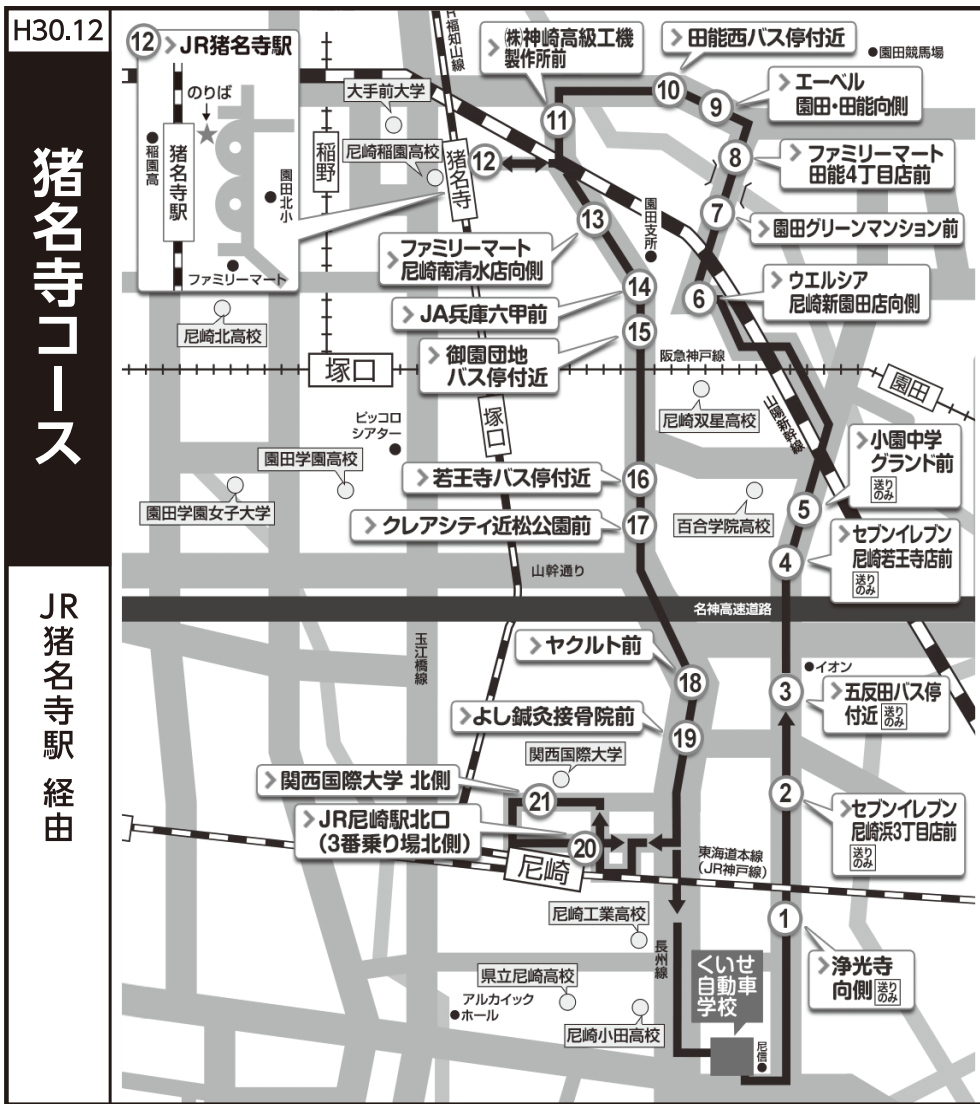 H30.12
猪名寺コース
JR猪名寺駅 経由
⑫ JR猪名寺駅
のりば
稲園高
猪名寺駅
園田北小
ファミリーマート
R福知山線
稲野
大手前大学
尼崎稲園高校
猪名寺
㈱神崎高級工機
製作所前
田能西バス停付近
園田競馬場
エーベル
園田・田能向側
ファミリーマート
田能4丁目店前
園田グリーンマンション前
ウエルシア
尼崎新園田店向側
⑪
⑩
⑨
⑧
⑦
⑥
⑫
⑬
園田支所
ファミリーマート
尼崎南清水店向側
⑭
JA兵庫六甲前
⑮
御園団地
バス停付近
尼崎北高校
塚口
阪急神戸線
園田
ピッコロ
シアター
塚口
尼崎双星高校
山陽新幹線
園田学園高校
園田学園女子大学
若王寺バス停付近
⑯
クレアシティ近松公園前
⑰
百合学院高校
小園中学
グランド前
送りのみ
⑤
セブンイレブン
尼崎若王寺店前
送りのみ
④
山幹通り
名神高速道路
玉江橋線
ヤクルト前
⑱
イオン
③
五反田バス停
付近 送りのみ
よし鍼灸接骨院前
⑲
関西国際大学
関西国際大学 北側
㉑
②
セブンイレブン
尼崎浜3丁目店前
送りのみ
JR尼崎駅北口
(3番乗り場北側)
⑳
尼崎
東海道本線
(JR神戸線)
①
浄光寺
向側 送りのみ
尼崎工業高校
長州線
県立尼崎高校
アルカイック
ホール
尼崎小田高校
くいせ
自動車
学校
尼信